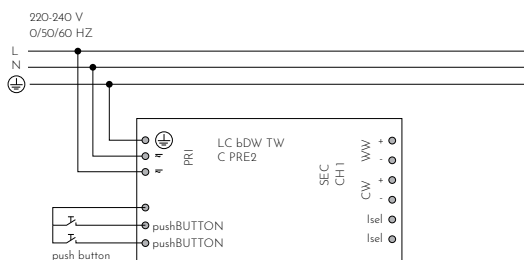 220-240 V
0/50/60 HZ
L
N
PRI
LC bDW TW
C PRE2
SEC
CH 1
WW
+
-
CW
+
-
Isel
Isel
pushBUTTON
pushBUTTON
push button